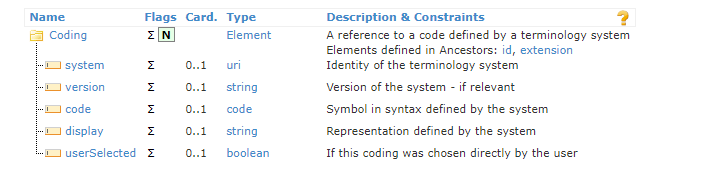 Name Flags Card. Type Description & Constraints ?
Coding Σ N Element A reference to a code defined by a terminology system
Elements defined in Ancestors: id, extension
system Σ 0..1 uri Identity of the terminology system
version Σ 0..1 string Version of the system - if relevant
code Σ 0..1 code Symbol in syntax defined by the system
display Σ 0..1 string Representation defined by the system
userSelected Σ 0..1 boolean If this coding was chosen directly by the user